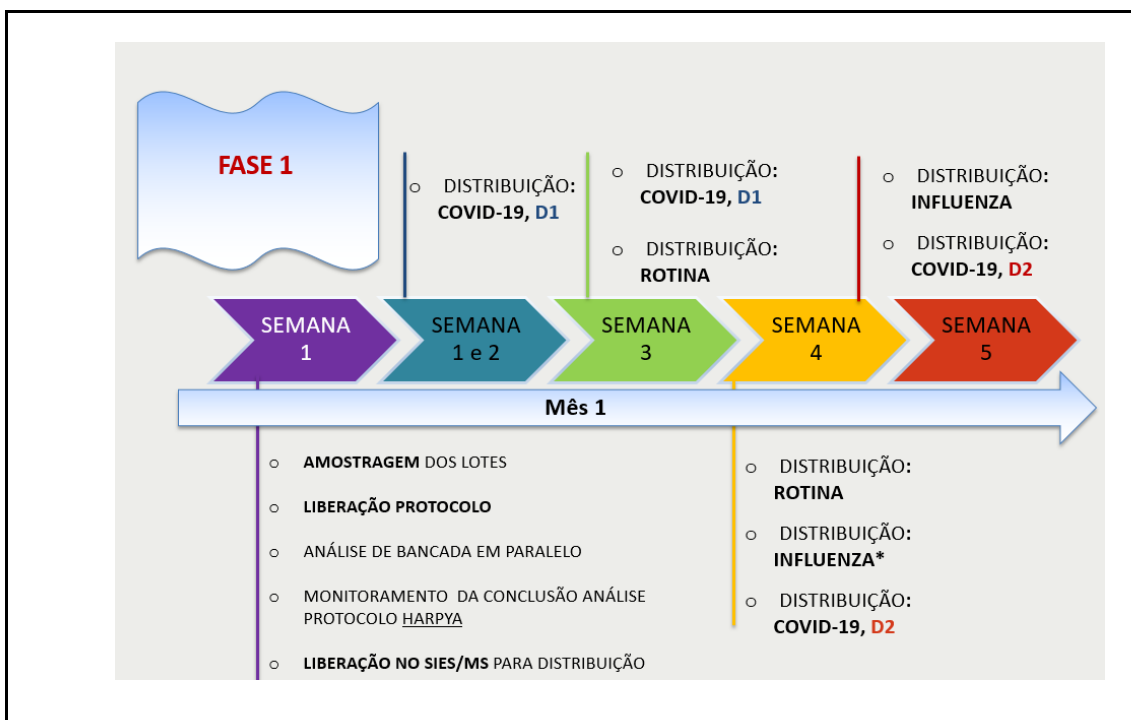 FASE 1
o DISTRIBUIÇÃO:
COVID-19, D1
o DISTRIBUIÇÃO:
COVID-19, D1
o DISTRIBUIÇÃO:
ROTINA
o DISTRIBUIÇÃO:
INFLUENZA
o DISTRIBUIÇÃO:
COVID-19, D2
SEMANA
1
SEMANA
1 e 2
SEMANA
3
SEMANA
4
SEMANA
5
Mês 1
o AMOSTRAGEM DOS LOTES
o LIBERAÇÃO PROTOCOLO
o ANÁLISE DE BANCADA EM PARALELO
o MONITORAMENTO DA CONCLUSÃO ANÁLISE
PROTOCOLO HARPYA
o LIBERAÇÃO NO SIES/MS PARA DISTRIBUIÇÃO
o DISTRIBUIÇÃO:
ROTINA
o DISTRIBUIÇÃO:
INFLUENZA*
o DISTRIBUIÇÃO:
COVID-19, D2